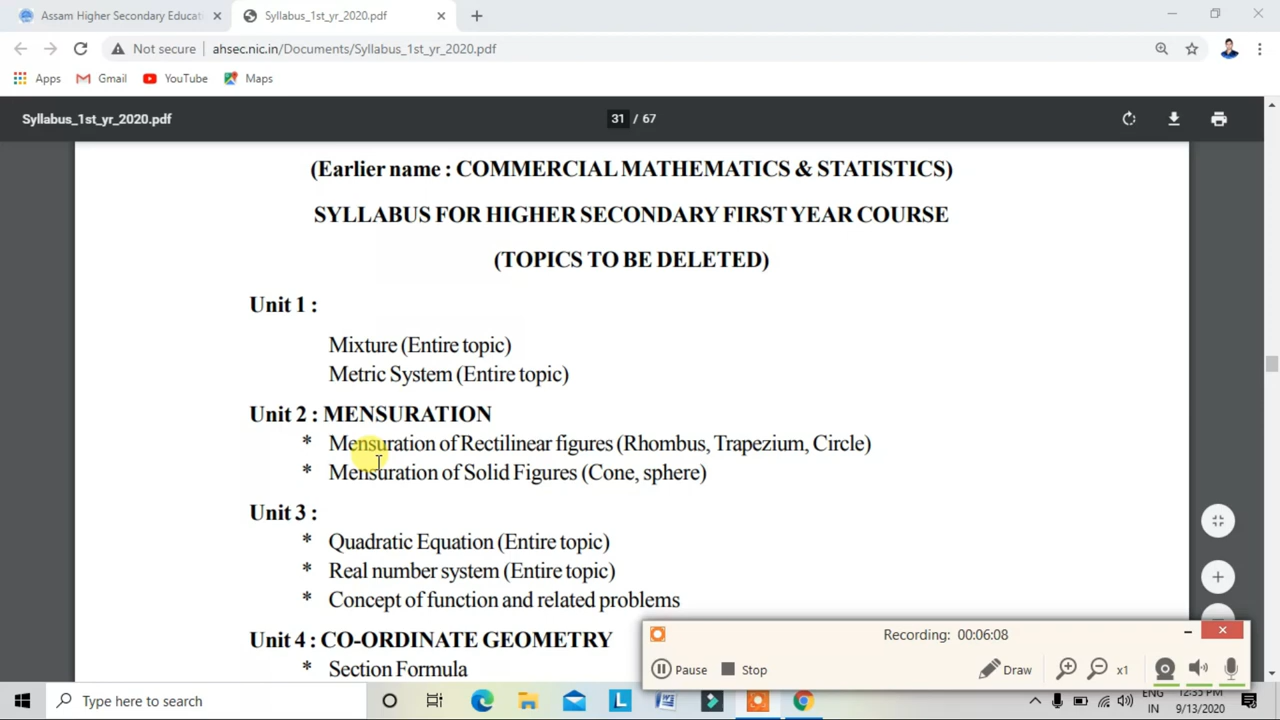 Assam Higher Secondary Educat
Syllabus_1st_yr_2020.pdf
Not secure
ahsec.nic.in/Documents/Syllabus_1st_yr_2020.pdf
Apps
Gmail
YouTube
Maps
Syllabus_1st_yr_2020.pdf
31 / 67
(Earlier name : COMMERCIAL MATHEMATICS & STATISTICS)
SYLLABUS FOR HIGHER SECONDARY FIRST YEAR COURSE
(TOPICS TO BE DELETED)
Unit 1 :
Mixture (Entire topic)
Metric System (Entire topic)
Unit 2 : MENSURATION
* Mensuration of Rectilinear figures (Rhombus, Trapezium, Circle)
* Mensuration of Solid Figures (Cone, sphere)
Unit 3 :
* Quadratic Equation (Entire topic)
* Real number system (Entire topic)
* Concept of function and related problems
Unit 4 : CO-ORDINATE GEOMETRY
* Section Formula
Recording: 00:06:08
Pause
Stop
Draw
x1
Type here to search
ENG
IN
12:55 PM
9/13/2020